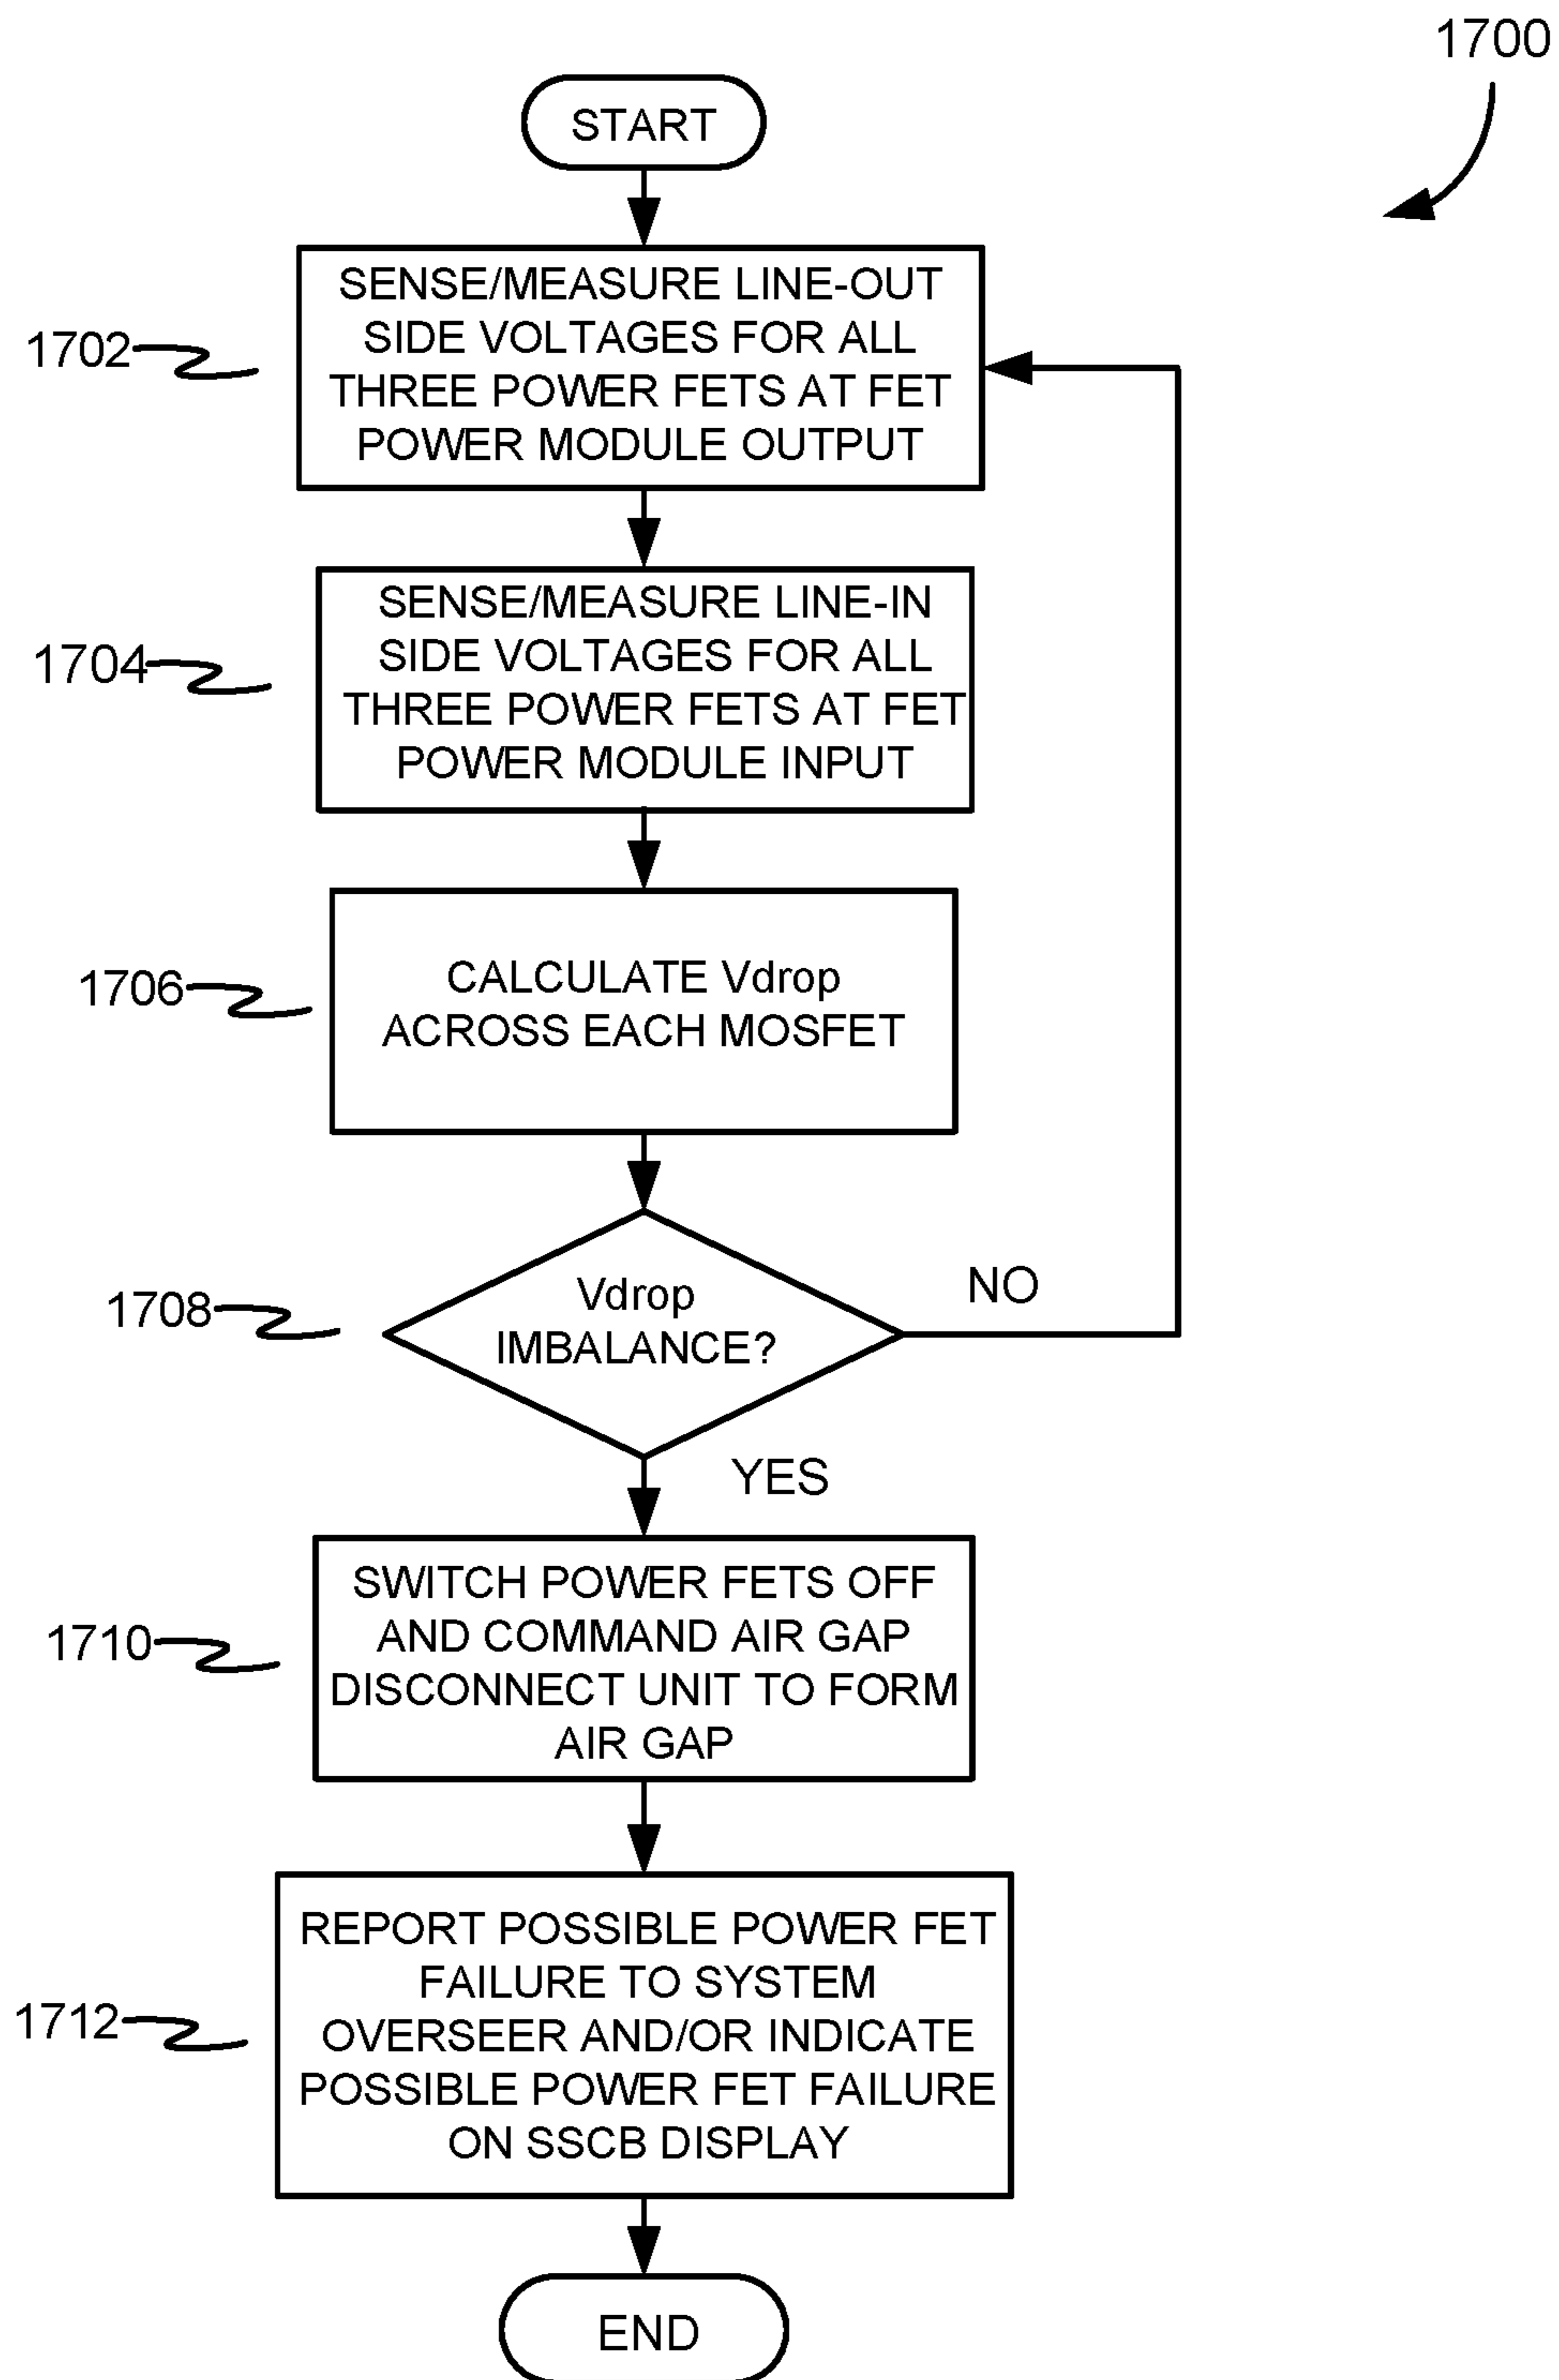 1700
START
1702
SENSE/MEASURE LINE-OUT
SIDE VOLTAGES FOR ALL
THREE POWER FETS AT FET
POWER MODULE OUTPUT
1704
SENSE/MEASURE LINE-IN
SIDE VOLTAGES FOR ALL
THREE POWER FETS AT FET
POWER MODULE INPUT
1706
CALCULATE Vdrop
ACROSS EACH MOSFET
1708
Vdrop
IMBALANCE?
NO
YES
1710
SWITCH POWER FETS OFF
AND COMMAND AIR GAP
DISCONNECT UNIT TO FORM
AIR GAP
1712
REPORT POSSIBLE POWER FET
FAILURE TO SYSTEM
OVERSEER AND/OR INDICATE
POSSIBLE POWER FET FAILURE
ON SSCB DISPLAY
END